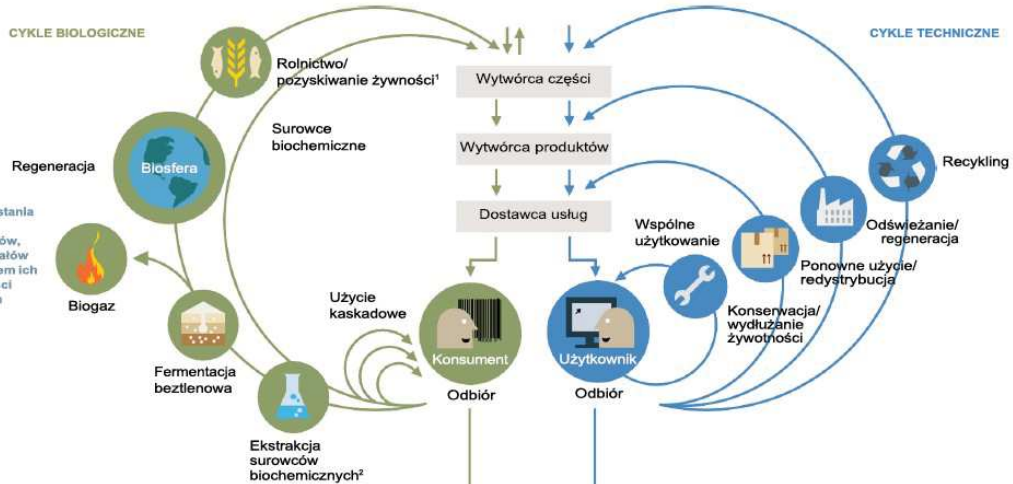 CYKLE BIOLOGICZNE
CYKLE TECHNICZNE
Rolnictwo/
pozyskiwanie żywności¹
Wytwórca części
Surowce
biochemiczne
Wytwórca produktów
Regeneracja
Biosfera
Recykling
Dostawca usług
Odświeżanie/
regeneracja
Wspólne
użytkowanie
Ponowne użycie/
redystrybucja
Biogaz
Użycie
kaskadowe
Konserwacja/
wydłużanie
żywotności
Konsument
Użytkownik
Fermentacja
beztlenowa
Odbiór
Odbiór
Ekstrakcja
surowców
biochemicznych²
em ich